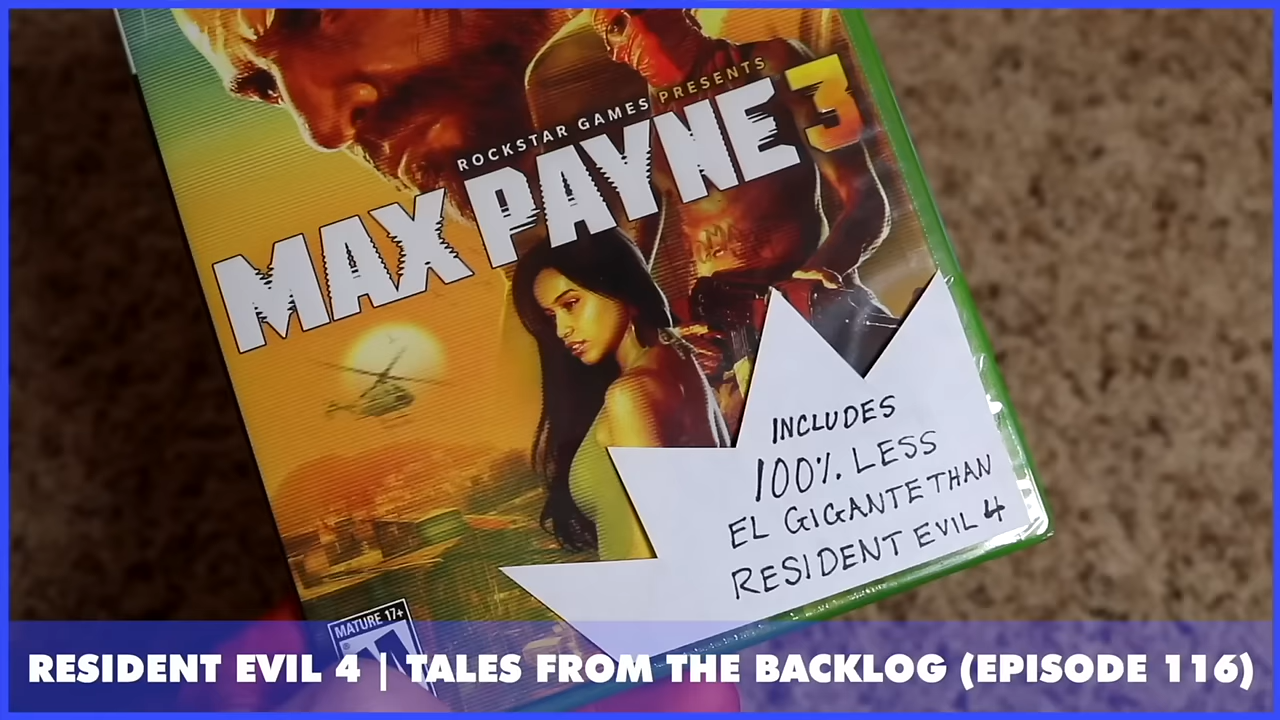 ROCKSTAR GAMES PRESENTS
MAX PAYNE 3
INCLUDES
100% LESS
EL GIGANTE THAN
RESIDENT EVIL 4
MATURE 17+
RESIDENT EVIL 4 | TALES FROM THE BACKLOG (EPISODE 116)